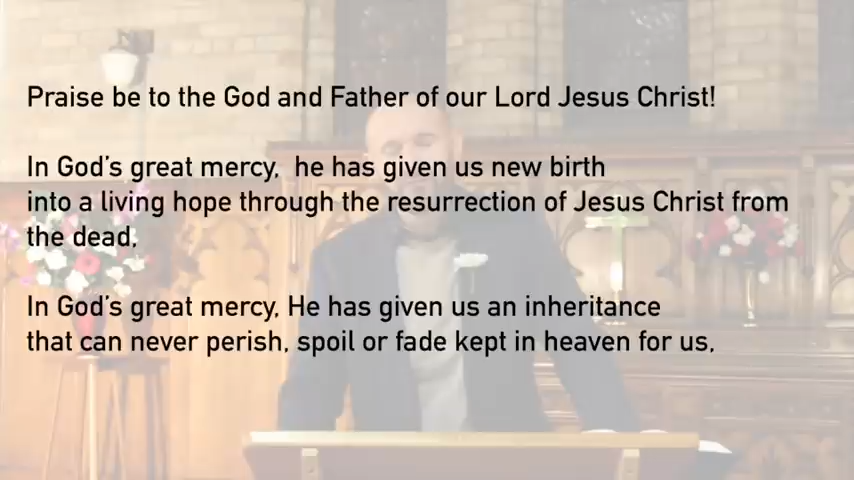 Praise be to the God and Father of our Lord Jesus Christ!
In God's great mercy,  he has given us new birth
into a living hope through the resurrection of Jesus Christ from
the dead,
In God's great mercy, He has given us an inheritance
that can never perish, spoil or fade kept in heaven for us,